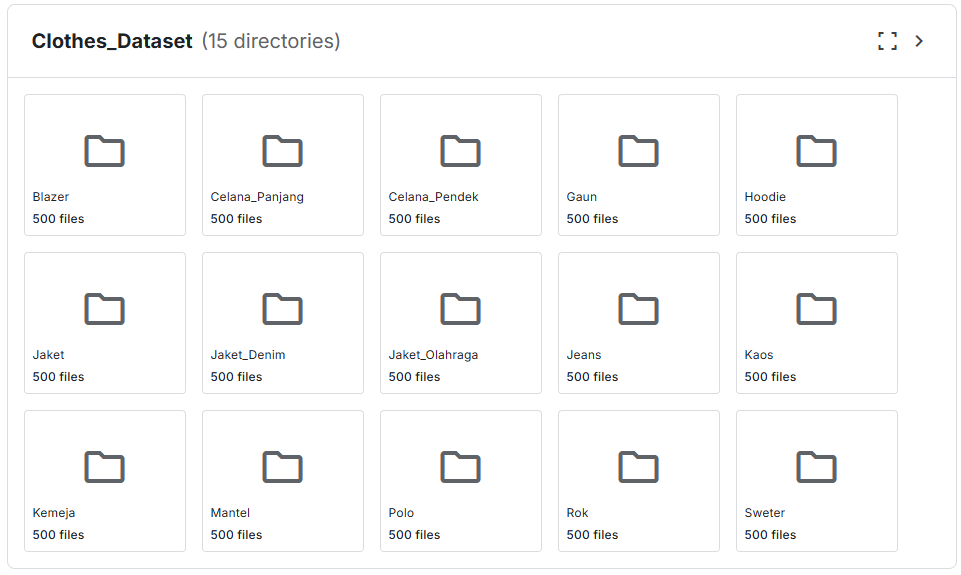 Clothes_Dataset (15 directories)
Blazer
500 files
Celana_Panjang
500 files
Celana_Pendek
500 files
Gaun
500 files
Hoodie
500 files
Jaket
500 files
Jaket_Denim
500 files
Jaket_Olahraga
500 files
Jeans
500 files
Kaos
500 files
Kemeja
500 files
Mantel
500 files
Polo
500 files
Rok
500 files
Sweter
500 files